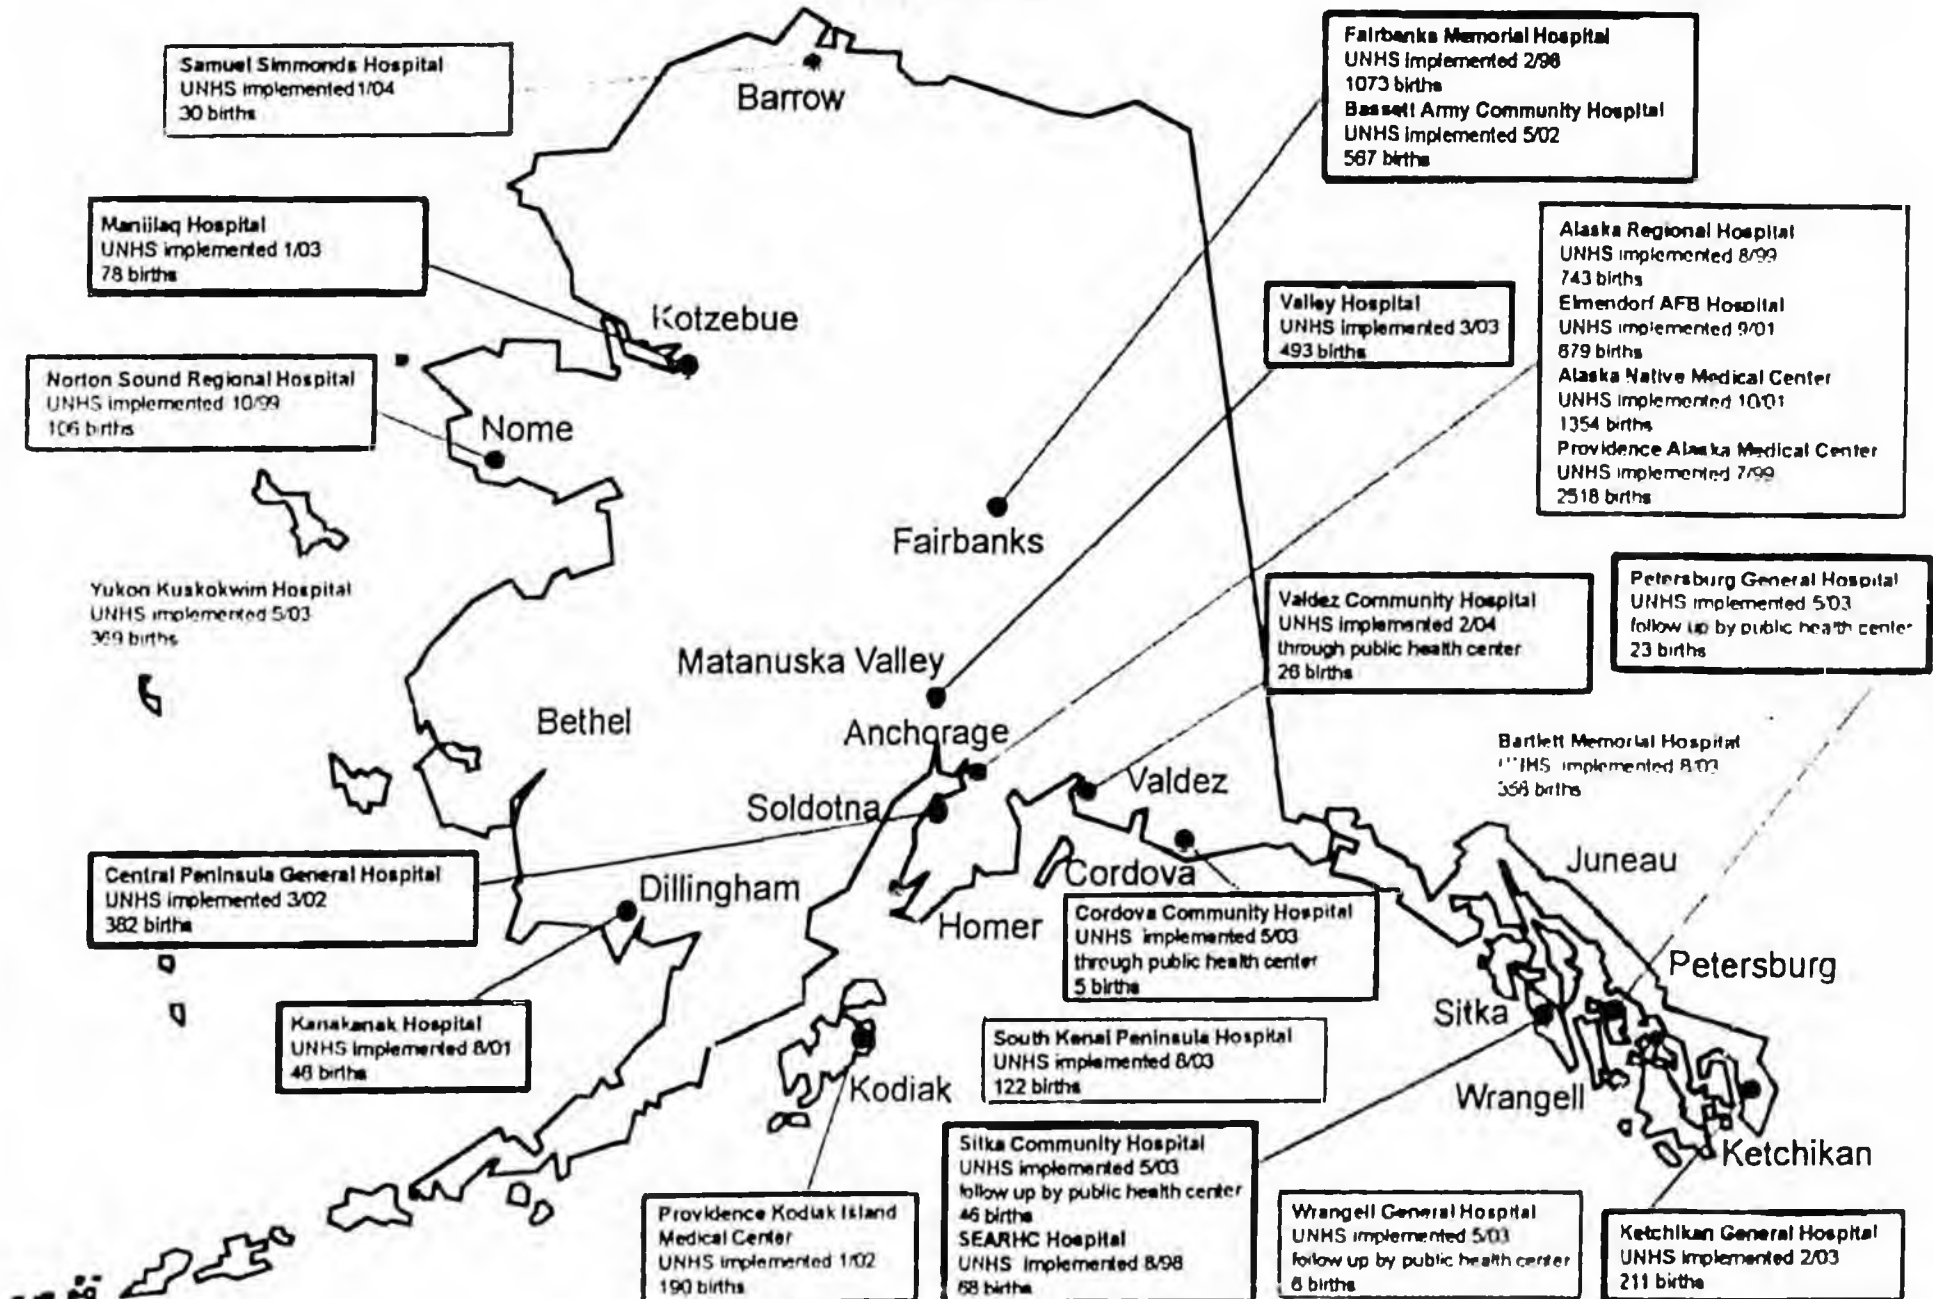 Samuel Simmonds Hospital
UNHS implemented 1/04
30 births
Barrow
Fairbanks Memorial Hospital
UNHS implemented 2/98
1073 births
Bassett Army Community Hospital
UNHS implemented 5/02
567 births
Maniilaq Hospital
UNHS implemented 1/03
78 births
Kotzebue
Valley Hospital
UNHS implemented 3/03
493 births
Alaska Regional Hospital
UNHS implemented 8/99
743 births
Elmendorf AFB Hospital
UNHS implemented 9/01
879 births
Alaska Native Medical Center
UNHS implemented 10/01
1354 births
Providence Alaska Medical Center
UNHS implemented 7/99
2518 births
Norton Sound Regional Hospital
UNHS implemented 10/99
106 births
Nome
Fairbanks
Yukon Kuskokwim Hospital
UNHS implemented 5/03
369 births
Valdez Community Hospital
UNHS implemented 2/04
through public health center
26 births
Petersburg General Hospital
UNHS implemented 5/03
follow up by public health center
23 births
Matanuska Valley
Bethel
Anchorage
Bartlett Memorial Hospital
implemented 8/03
358 births
Soldotna
Valdez
Juneau
Central Peninsula General Hospital
UNHS implemented 3/02
382 births
Dillingham
Cordova
Homer
Cordova Community Hospital
UNHS implemented 5/03
through public health center
5 births
Petersburg
Sitka
Kanakanak Hospital
UNHS implemented 8/01
46 births
South Kenai Peninsula Hospital
UNHS implemented 8/03
122 births
Kodiak
Wrangell
Ketchikan
Sitka Community Hospital
UNHS implemented 5/03
follow up by public health center
46 births
SEARHC Hospital
UNHS implemented 8/98
68 births
Providence Kodiak Island
Medical Center
UNHS implemented 1/02
190 births
Wrangell General Hospital
UNHS implemented 5/03
follow up by public health center
6 births
Ketchikan General Hospital
UNHS implemented 2/03
211 births